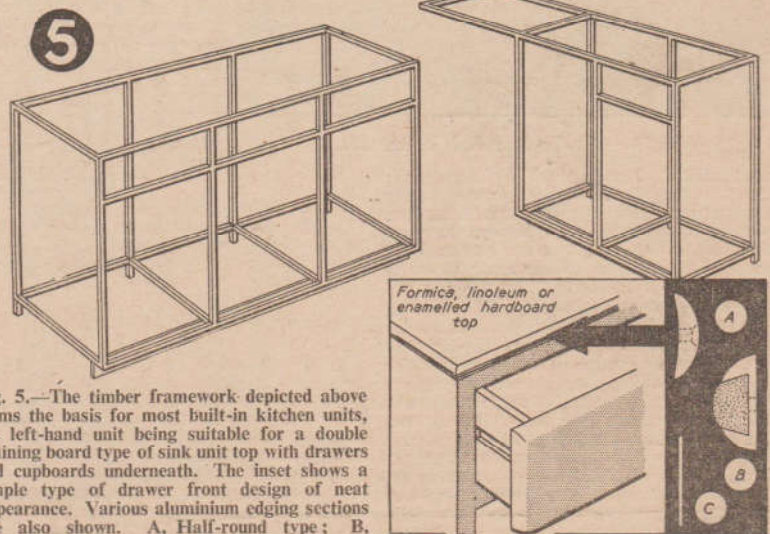 5
Formica, linoleum or
enamelled hardboard
top
A
B
C
5.—The timber framework depicted above
the basis for most built-in kitchen units,
left-hand unit being suitable for a double
board type of sink unit top with drawers
cupboards underneath. The inset shows a
type of drawer front design of neat
Various aluminium edging sections
also shown. A, Half-round type; B,